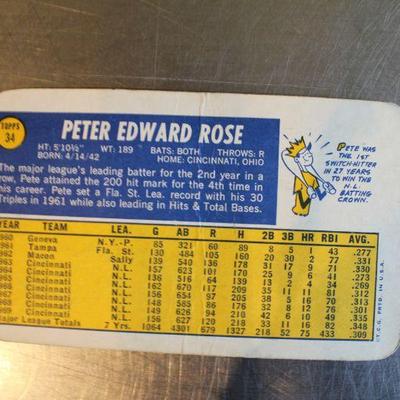 TOPPS
34
PETER EDWARD ROSE
HT: 5'10½" WT: 189 BATS: BOTH THROWS: R
BORN: 4/14/42 HOME: CINCINNATI, OHIO
The major league's leading batter for the 2nd year in a
row, Pete attained the 200 hit mark for the 4th time in
his career. Pete set a Fla. St. Lea. record with his 30
Triples in 1961 while also leading in Hits & Total Bases.
PETE WAS
THE 1ST
SWITCH-HITTER
IN 27 YEARS
TO WIN THE
N.L.
BATTING
CROWN.
YEAR TEAM LEA. G AB R H 2B 3B HR RBI AVG.
960 Geneva N.Y.-P. 85 321 60 89 8 5 1 43 .277
Tampa Fla. St. 130 484 105 160 20 30 2 77 .331
Macon Sally 139 540 136 178 31 17 9 71 .330
Cincinnati N.L. 157 623 101 170 25 9 6 41 .273
Cincinnati N.L. 136 516 64 139 13 2 4 34 .269
Cincinnati N.L. 162 670 117 209 35 11 11 81 .312
Cincinnati N.L. 156 654 97 205 38 5 16 70 .313
Cincinnati N.L. 148 585 86 176 32 8 12 76 .301
Cincinnati N.L. 149 626 94 210 42 6 10 49 .335
969 Cincinnati N.L. 156 627 120 218 33 11 16 82 .348
Major League Totals 7 Yrs. 1064 4301 679 1327 218 52 75 433 .309
©T.C.G. PRTD. IN U.S.A.